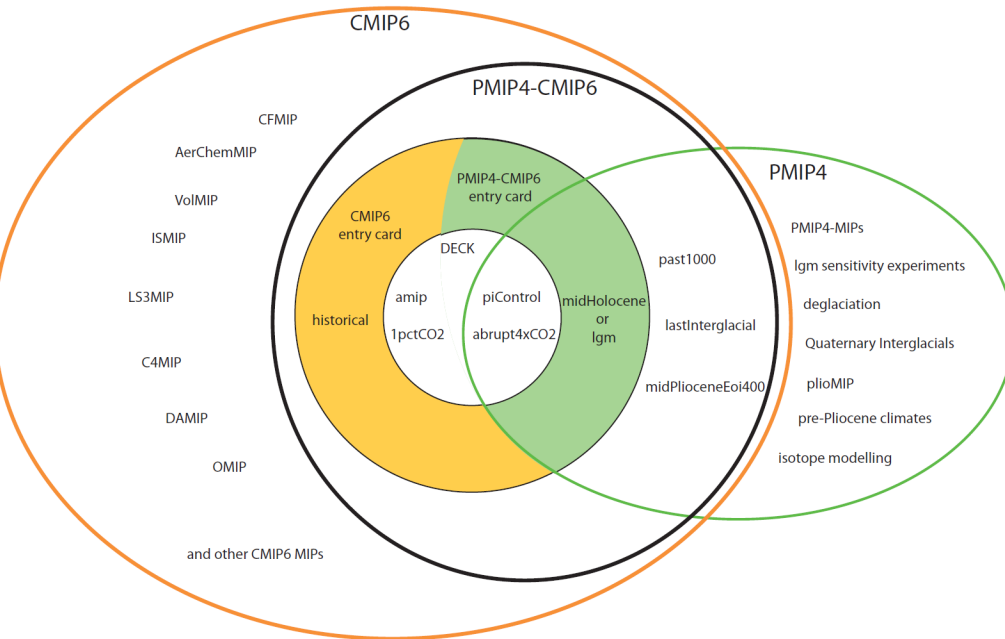 CMIP6
PMIP4-CMIP6
CFMIP
AerChemMIP
VolMIP
ISMIP
LS3MIP
C4MIP
DAMIP
OMIP
and other CMIP6 MIPs
CMIP6
entry card
historical
PMIP4-CMIP6
entry card
DECK
amip
1pctCO2
piControl
abrupt4xCO2
midHolocene
or
lgm
past1000
lastInterglacial
midPlioceneEoi400
PMIP4
PMIP4-MIPs
lgm sensitivity experiments
deglaciation
Quaternary Interglacials
plioMIP
pre-Pliocene climates
isotope modelling